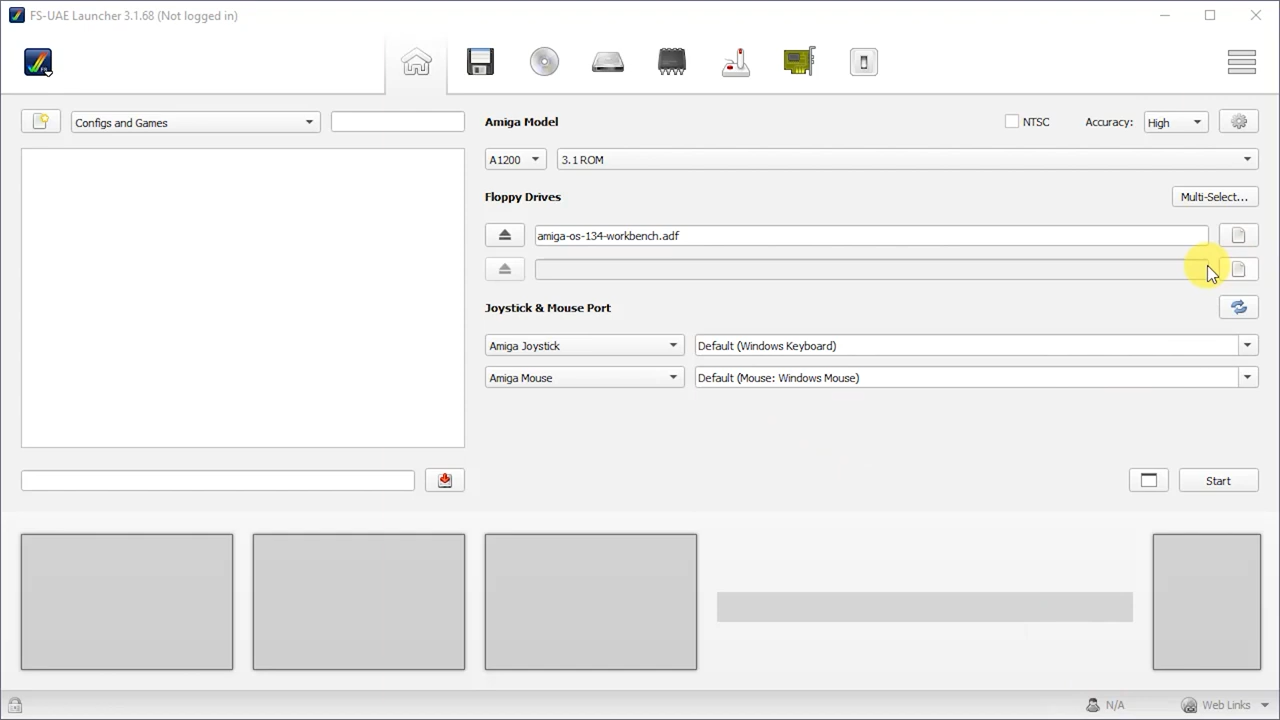 FS-UAE Launcher 3.1.68 (Not logged in)
Configs and Games
Amiga Model
NTSC
Accuracy:
High
A1200
3.1 ROM
Floppy Drives
Multi-Select...
amiga-os-134-workbench.adf
Joystick & Mouse Port
Amiga Joystick
Default (Windows Keyboard)
Amiga Mouse
Default (Mouse: Windows Mouse)
Start
N/A
Web Links